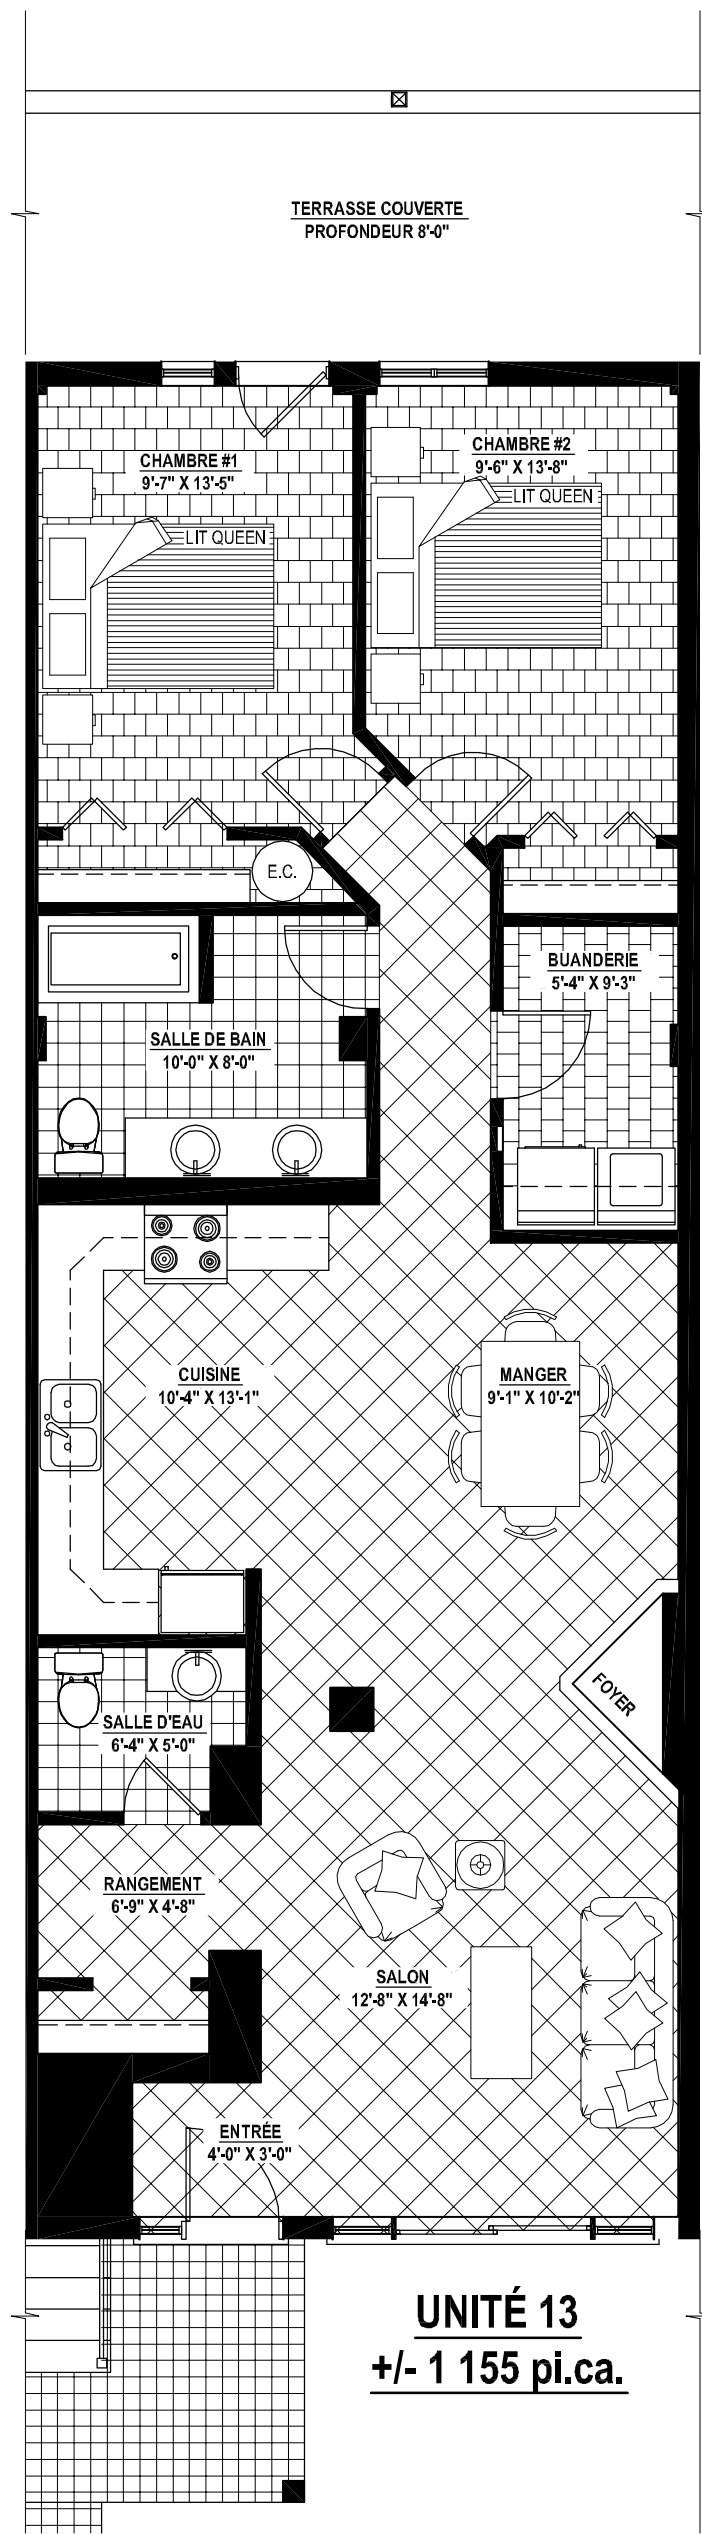 TERRASSE COUVERTE
PROFONDEUR 8'-0"
CHAMBRE #1
9'-7" X 13'-5"
LIT QUEEN
CHAMBRE #2
9'-6" X 13'-8"
LIT QUEEN
E.C.
BUANDERIE
5'-4" X 9'-3"
SALLE DE BAIN
10'-0" X 8'-0"
CUISINE
10'-4" X 13'-1"
MANGER
9'-1" X 10'-2"
FOYER
SALLE D'EAU
6'-4" X 5'-0"
RANGEMENT
6'-9" X 4'-8"
SALON
12'-8" X 14'-8"
ENTRÉE
4'-0" X 3'-0"
UNITÉ 13
+/- 1 155 pi.ca.